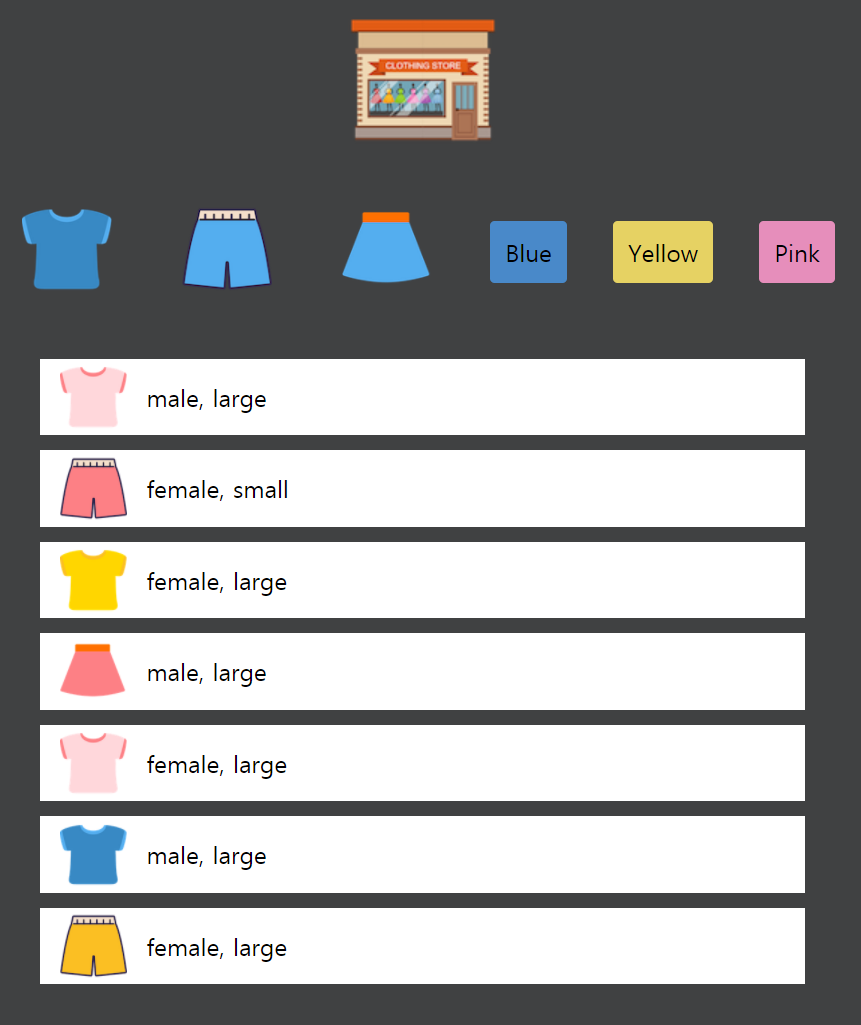 CLOTHING STORE
Blue
Yellow
Pink
male, large
female, small
female, large
male, large
female, large
male, large
female, large